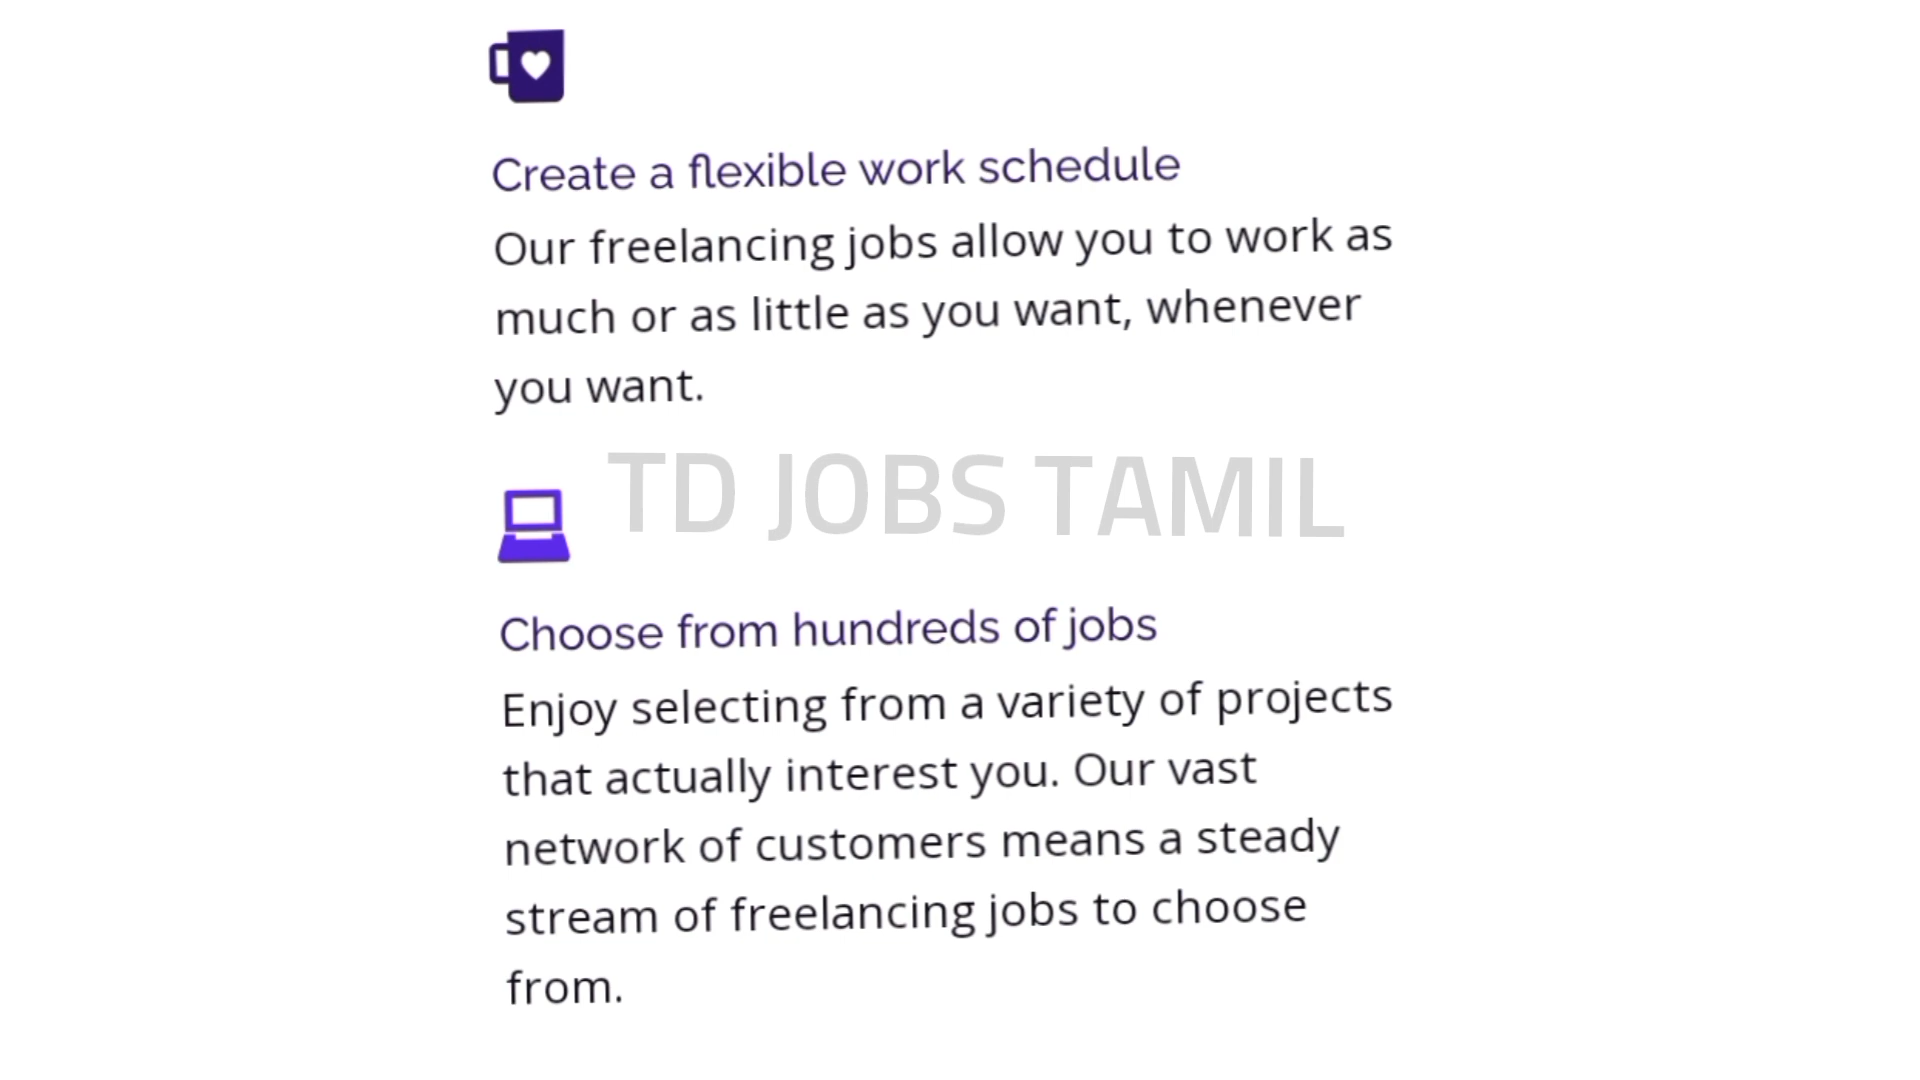 Create a flexible work schedule
Our freelancing jobs allow you to work as
much or as little as you want, whenever
you want.
TD JOBS TAMIL
Choose from hundreds of jobs
Enjoy selecting from a variety of projects
that actually interest you. Our vast
network of customers means a steady
stream of freelancing jobs to choose
from.